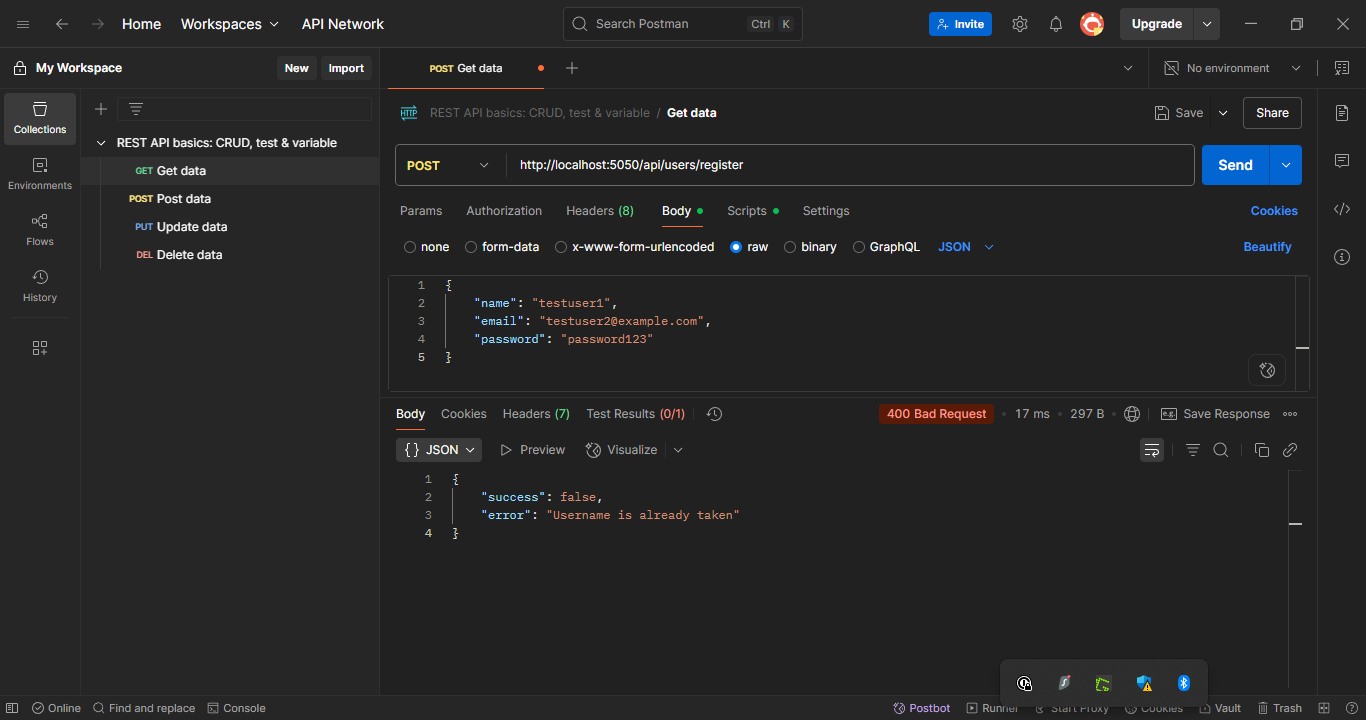 Home Workspaces API Network Search Postman Ctrl K Invite Upgrade
My Workspace New Import POST Get data No environment
Collections
Environments
Flows
History
REST API basics: CRUD, test & variable
GET Get data
POST Post data
PUT Update data
DEL Delete data
HTTP REST API basics: CRUD, test & variable / Get data Save Share
POST http://localhost:5050/api/users/register Send
Params Authorization Headers (8) Body Scripts Settings Cookies
none form-data x-www-form-urlencoded raw binary GraphQL JSON Beautify
1 {
2 "name": "testuser1",
3 "email": "testuser2@example.com",
4 "password": "password123"
5 }
Body Cookies Headers (7) Test Results (0/1) 400 Bad Request 17 ms 297 B e.g. Save Response
{} JSON Preview Visualize
1 {
2 "success": false,
3 "error": "Username is already taken"
4 }
Online Find and replace Console Postbot Runner Start Proxy Cookies Vault Trash